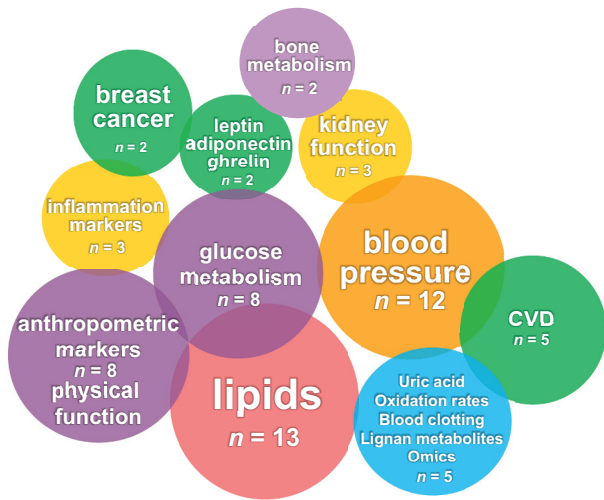 bone
metabolism
n = 2
breast
cancer
n = 2
leptin
adiponectin
ghrelin
n = 2
kidney
function
n = 3
inflammation
markers
n = 3
glucose
metabolism
n = 8
blood
pressure
n = 12
CVD
n = 5
anthropometric
markers
n = 8
physical
function
lipids
n = 13
Uric acid
Oxidation rates
Blood clotting
Lignan metabolites
Omics
n = 5